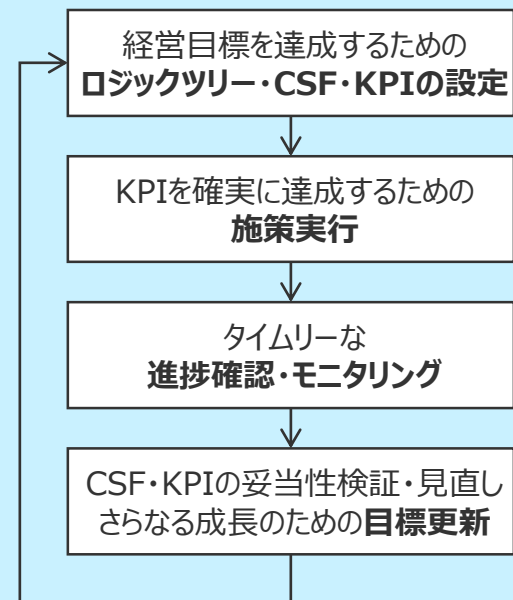 経営目標を達成するための
ロジックツリー・CSF・KPIの設定
KPIを確実に達成するための
施策実行
タイムリーな
進捗確認・モニタリング
CSF・KPIの妥当性検証・見直し
さらなる成長のための目標更新